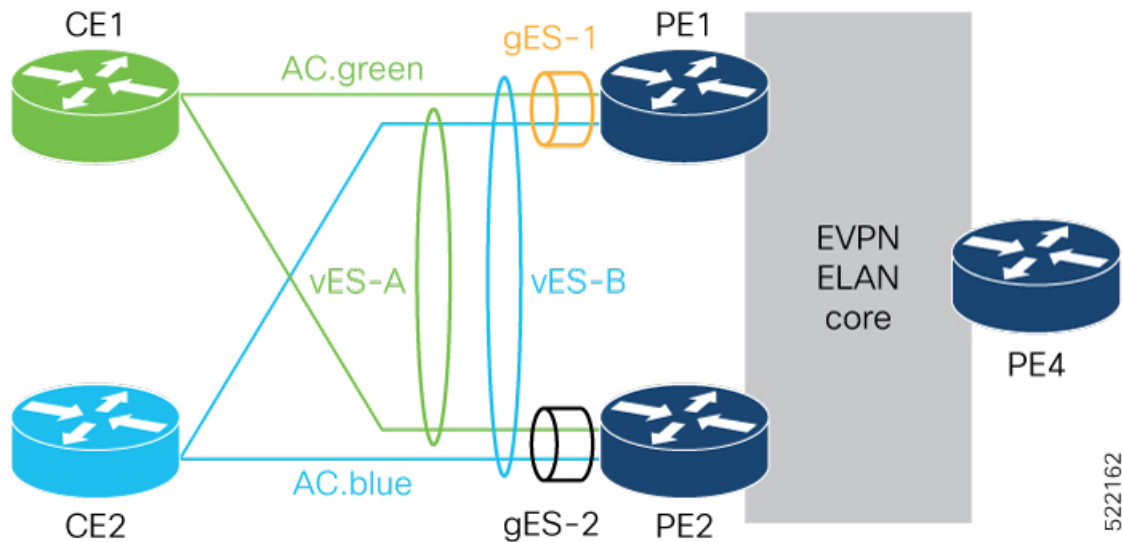 CE1
PE1
gES-1
AC.green
vES-A
vES-B
EVPN
ELAN
core
PE4
AC.blue
CE2
gES-2
PE2
522162